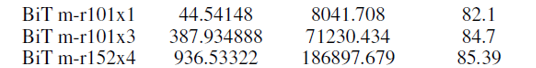 BiT m-r101x1 44.54148 8041.708 82.1
BiT m-r101x3 387.934888 71230.434 84.7
BiT m-r152x4 936.53322 186897.679 85.39